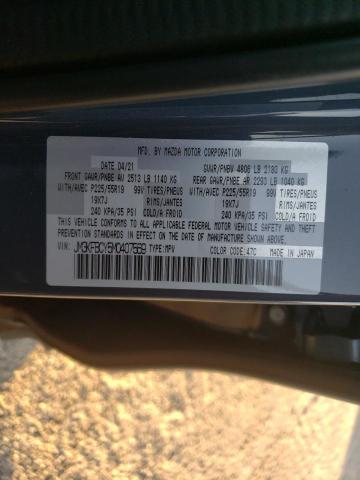 MFD. BY MAZDA MOTOR CORPORATION
DATE 04/21 GVWR/PNBV 4806 LB 2180 KG
FRONT GAWR/PNBE AV 2513 LB 1140 KG REAR GAWR/PNBE AR 2293 LB 1040 KG
WITH/AVEC P225/55R19 99V TIRES/PNEUS WITH/AVEC P225/55R19 99V TIRES/PNEUS
19X7J RIMS/JANTES 19X7J RIMS/JANTES
240 KPA/35 PSI COLD/A FROID 240 KPA/35 PSI COLD/A FROID
THIS VEHICLE CONFORMS TO ALL APPLICABLE FEDERAL MOTOR
VEHICLE SAFETY, BUMPER, AND THEFT PREVENTION STANDARDS
IN EFFECT ON THE DATE OF MANUFACTURE SHOWN ABOVE.
JM3KFBCY5M0407569 TYPE:MPV COLOR CODE:47C MADE IN JAPAN